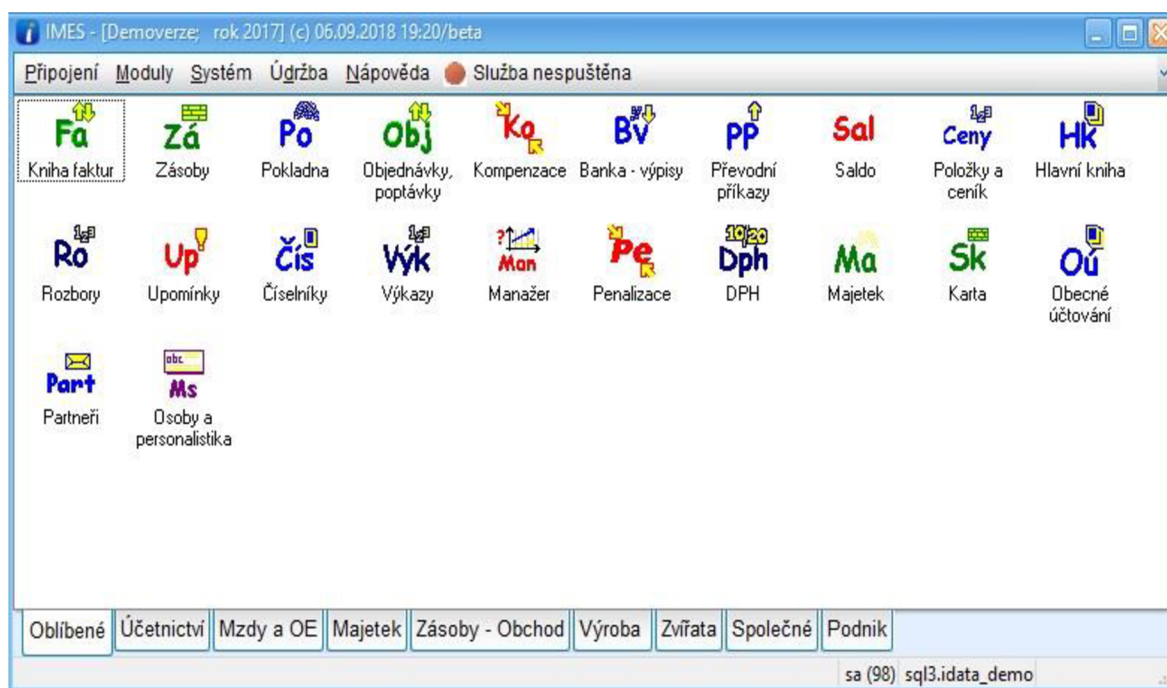 IMES - [Demoverze; rok 2017] (c) 06.09.2018 19:20/beta
Připojení Moduly Systém Údržba Nápověda Služba nespuštěna
Fa Zá Po Obj Ko Bv PP Sal Ceny Hk
Kniha faktur Zásoby Pokladna Objednávky, poptávky Kompenzace Banka - výpisy Převodní příkazy Saldo Položky a ceník Hlavní kniha
Ro Up Čís Výk Man Pe Dph Ma Sk Oú
Rozbory Upomínky Číselníky Výkazy Manažer Penalizace DPH Majetek Karta Obecné účtování
Part Ms
Partneři Osoby a personalistika
Oblíbené Účetnictví Mzdy a OE Majetek Zásoby - Obchod Výroba Zvířata Společné Podnik
sa (98) sql3.idata_demo